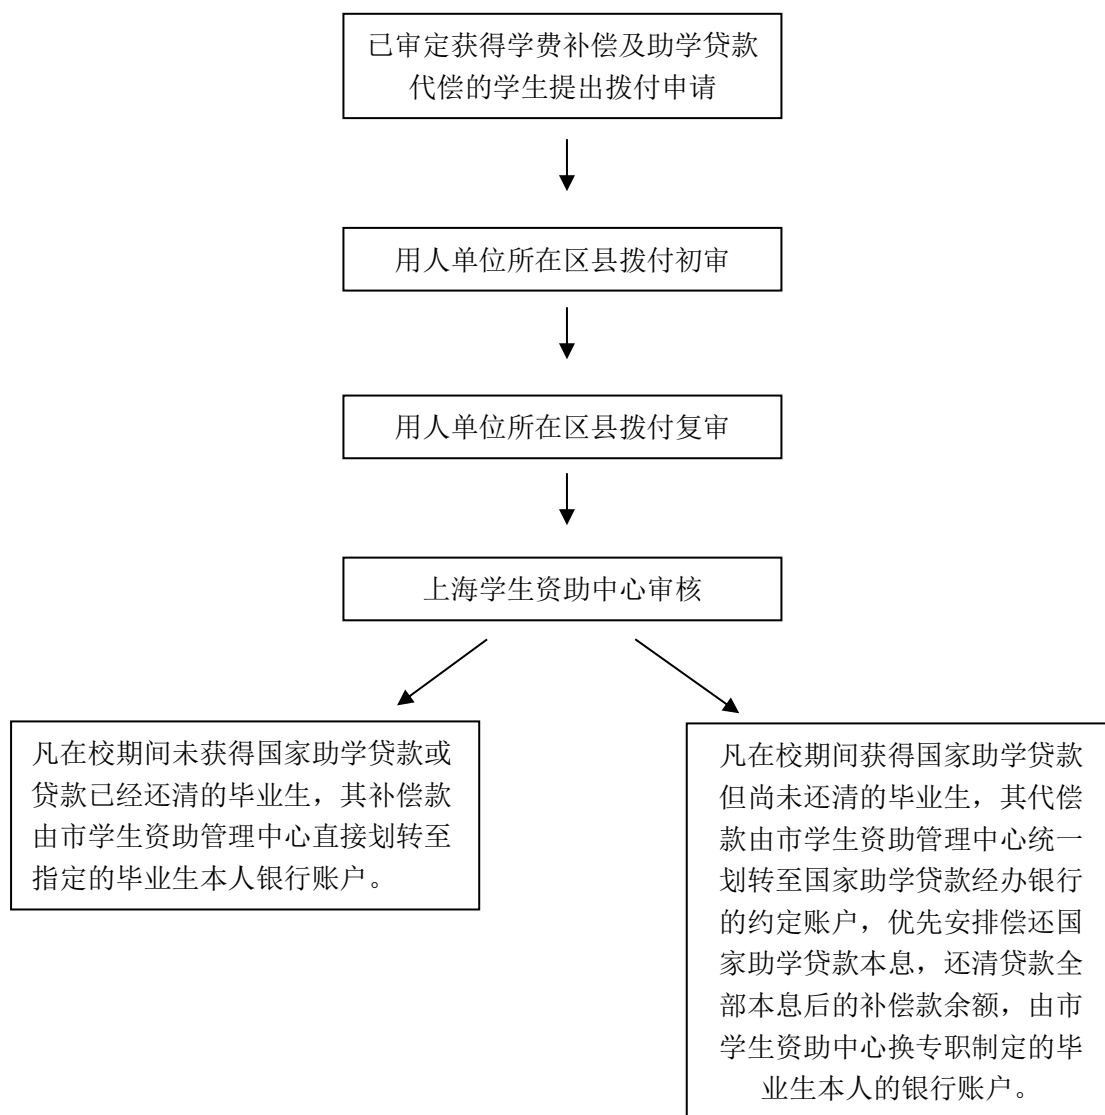 已审定获得学费补偿及助学贷款
代偿的学生提出拨付申请
用人单位所在区县拨付初审
用人单位所在区县拨付复审
上海学生资助中心审核
凡在校期间未获得国家助学贷款或
贷款已经还清的毕业生，其补偿款
由市学生资助管理中心直接划转至
指定的毕业生本人银行账户。
凡在校期间获得国家助学贷款
但尚未还清的毕业生，其代偿
款由市学生资助管理中心统一
划转至国家助学贷款经办银行
的约定账户，优先安排偿还国
家助学贷款本息，还清贷款全
部本息后的补偿款余额，由市
学生资助中心换专职制定的毕
业生本人的银行账户。